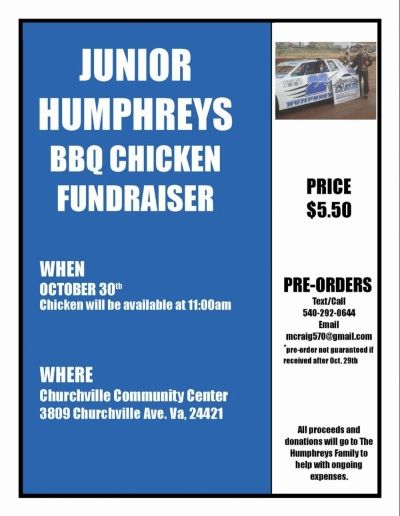 JUNIOR
HUMPHREYS
BBQ CHICKEN
FUNDRAISER
WHEN
OCTOBER 30th
Chicken will be available at 11:00am
WHERE
Churchville Community Center
3809 Churchville Ave. Va, 24421
HUMPHREYS
PRICE
$5.50
PRE-ORDERS
Text/Call
540-292-0644
Email
mcraig570@gmail.com
*pre-order not guaranteed if
received after Oct. 29th
All proceeds and
donations will go to The
Humphreys Family to
help with ongoing
expenses.